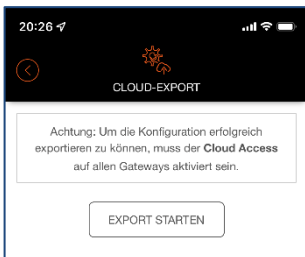 20:26
CLOUD-EXPORT
Achtung: Um die Konfiguration erfolgreich
exportieren zu können, muss der Cloud Access
auf allen Gateways aktiviert sein.
EXPORT STARTEN